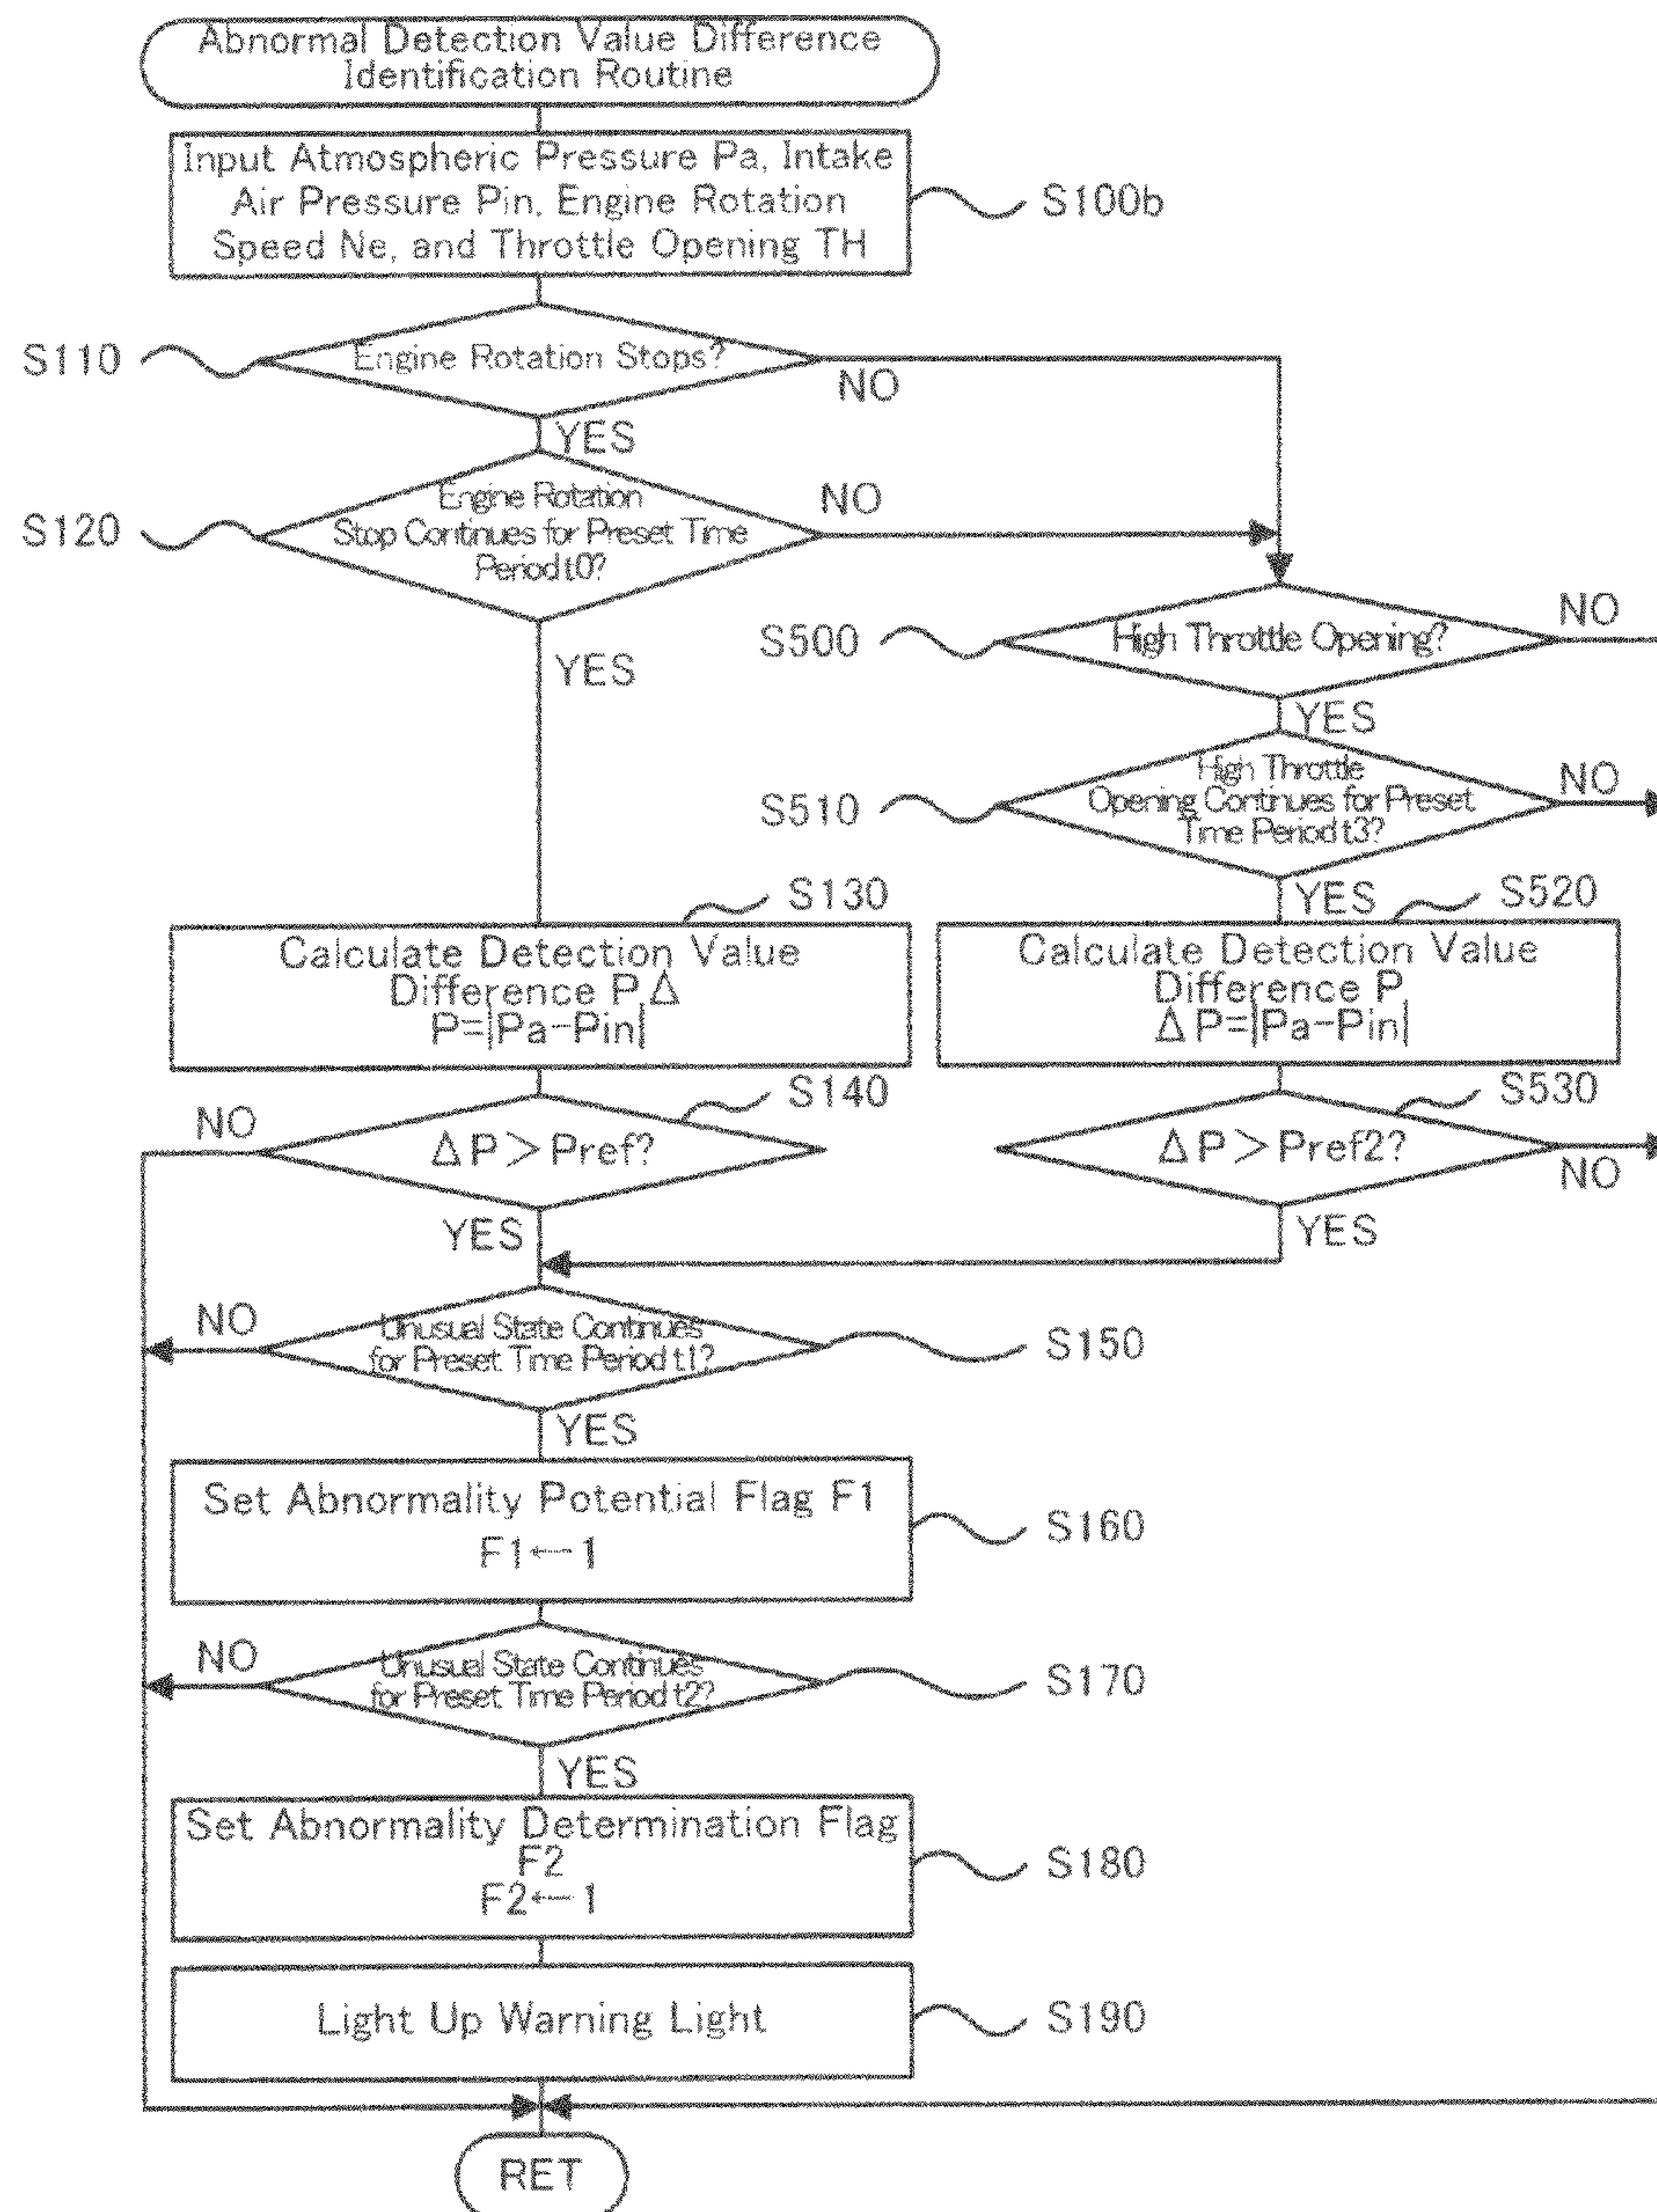 Abnormal Detection Value Difference
Identification Routine
Input Atmospheric Pressure Pa, Intake
Air Pressure Pin, Engine Rotation
Speed Ne, and Throttle Opening TH
S100b
S110
Engine Rotation Stops?
NO
YES
S120
Engine Rotation
Stop Continues for Preset Time
Period t0?
NO
YES
S500
High Throttle Opening?
NO
YES
S510
High Throttle
Opening Continues for Preset
Time Period t3?
NO
YES
S130
Calculate Detection Value
Difference P, Δ
P=|Pa-Pin|
S520
Calculate Detection Value
Difference P,
Δ P=|Pa-Pin|
S140
NO
Δ P > Pref?
YES
S530
Δ P > Pref2?
NO
YES
NO
Unusual State Continues
for Preset Time Period t1?
S150
YES
Set Abnormality Potential Flag F1
F1←1
S160
NO
Unusual State Continues
for Preset Time Period t2?
S170
YES
Set Abnormality Determination Flag
F2
F2←1
S180
Light Up Warning Light
S190
RET